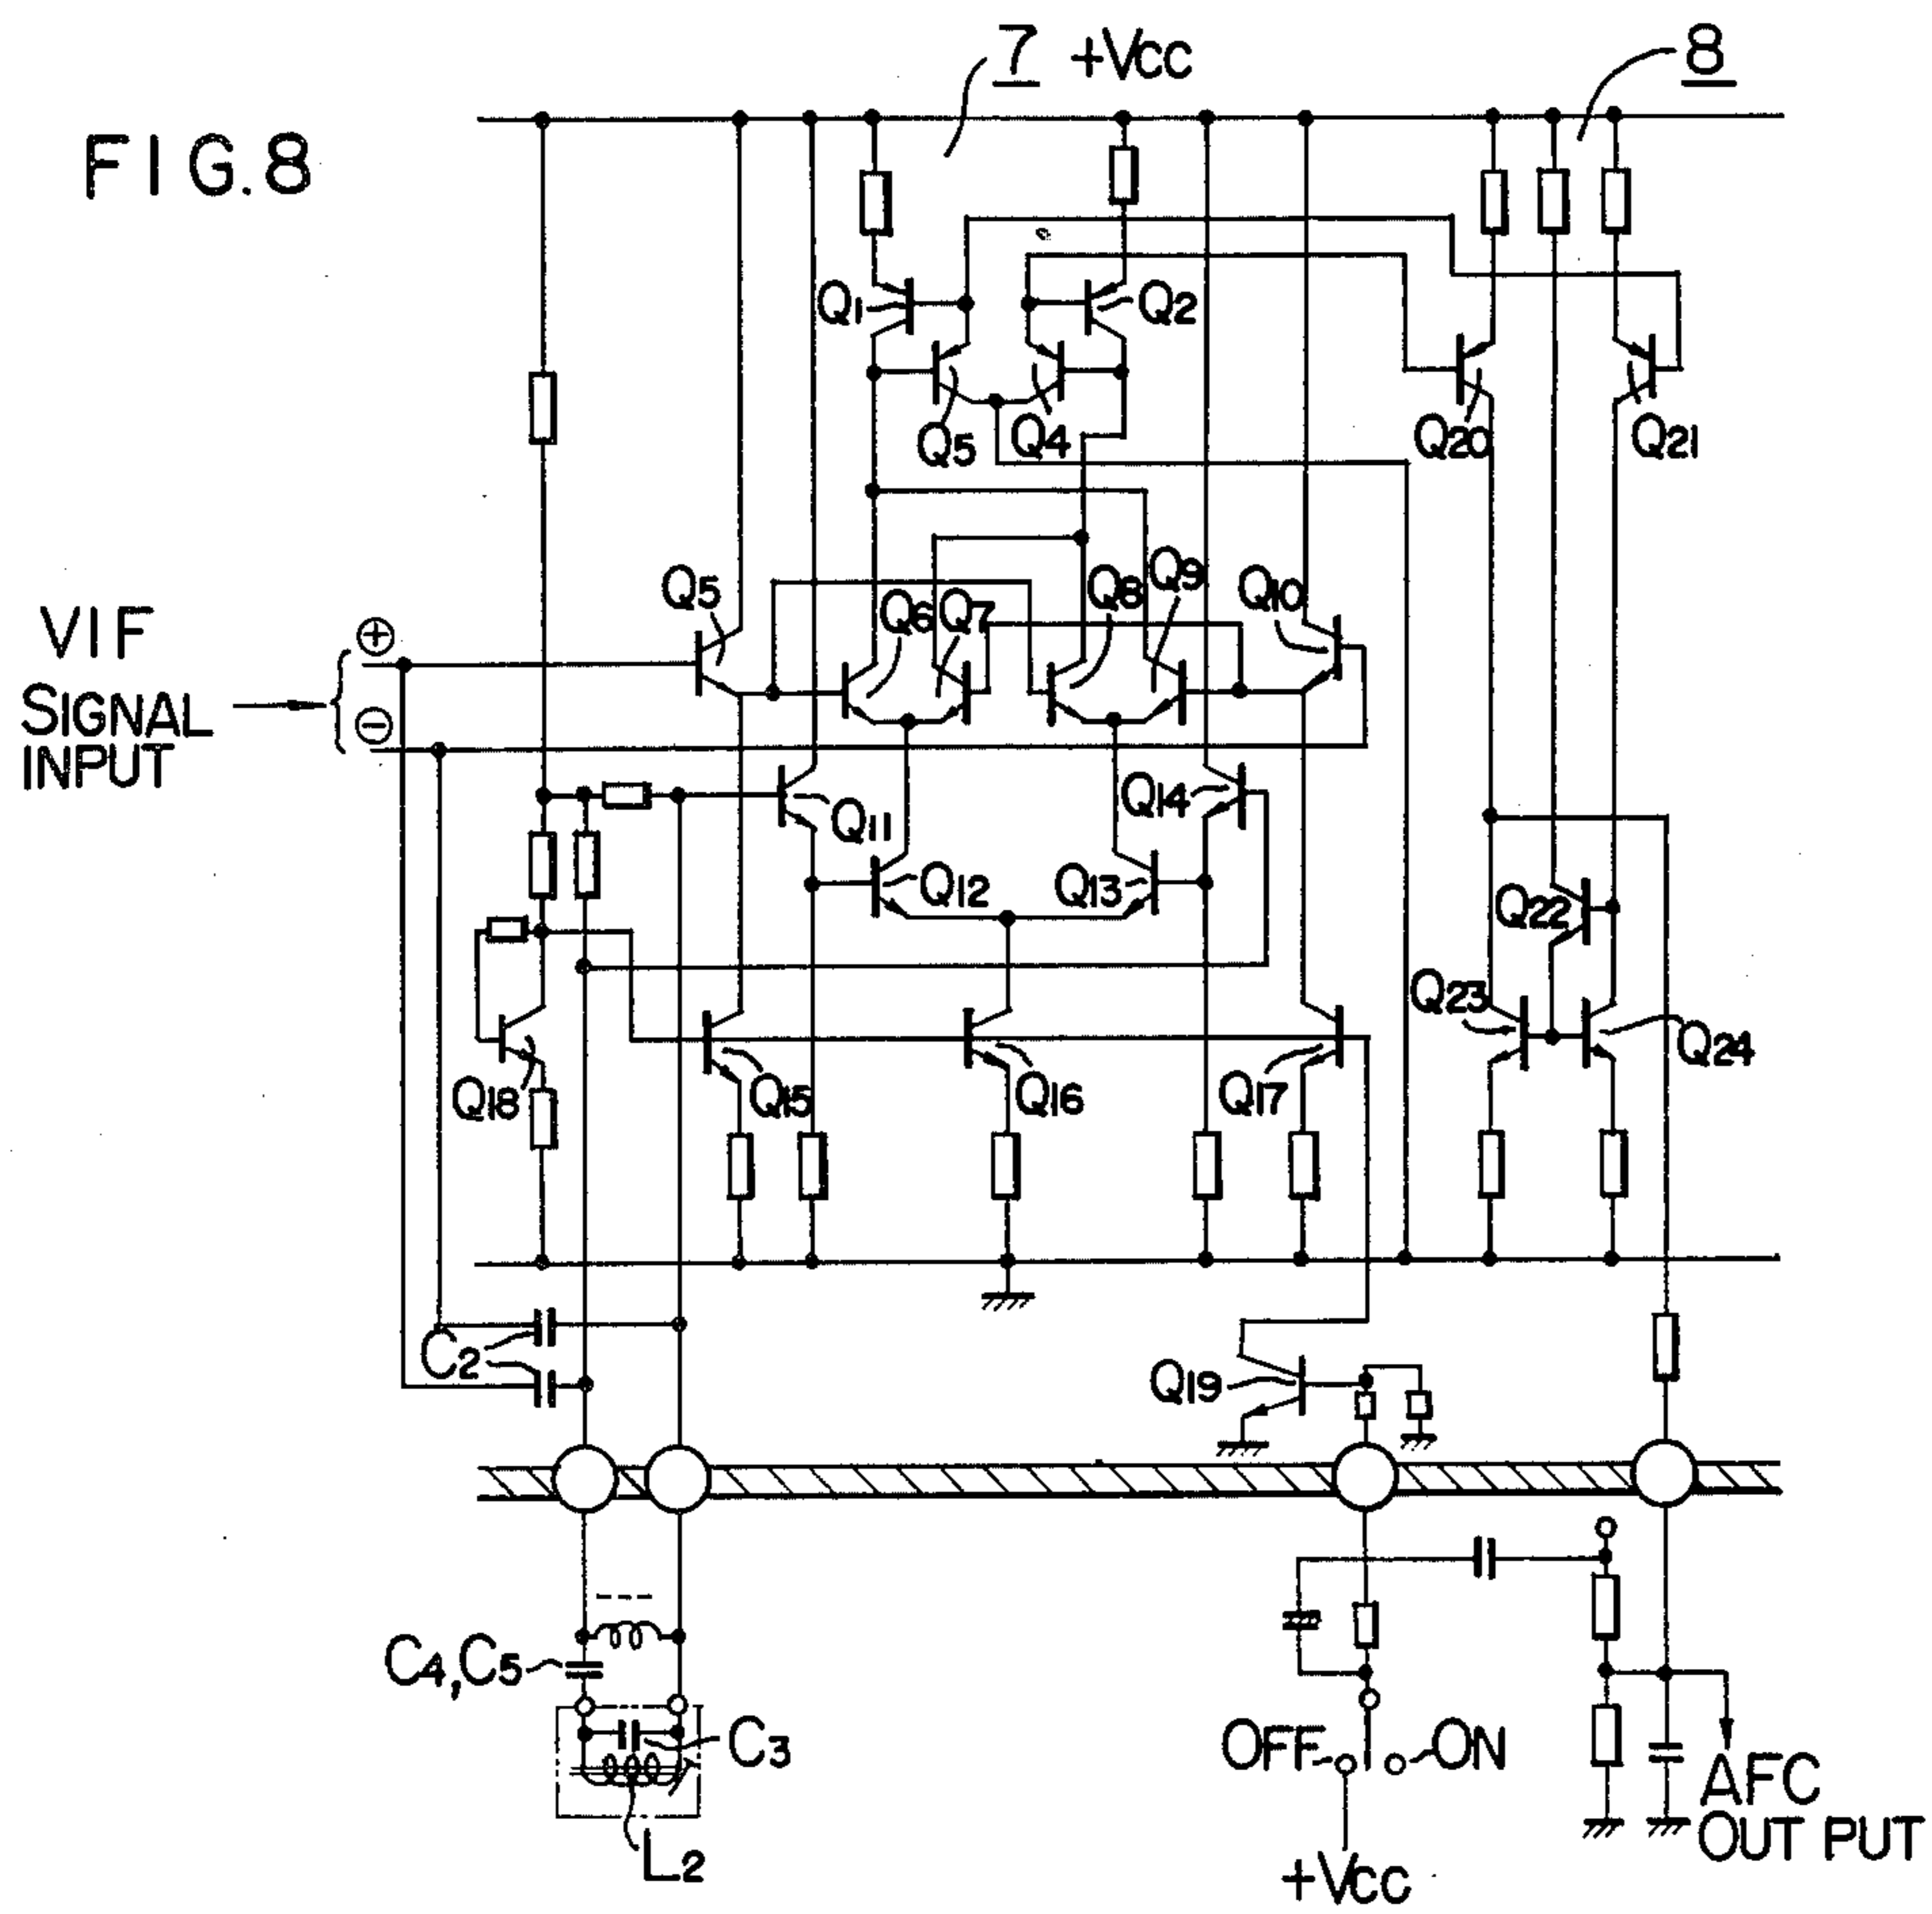 7 +VCC 8
FIG.8
Q1 Q2
Q5 Q4 Q20 Q21
Q5 Q6 Q7 Q8 Q9 Q10
VIF
SIGNAL
INPUT
⊕
⊖
Q11 Q14
Q12 Q13 Q22
Q23 Q24
Q18 Q15 Q16 Q17
C2
Q19
C4,C5
C3
L2
OFF ON
+VCC
AFC
OUT PUT